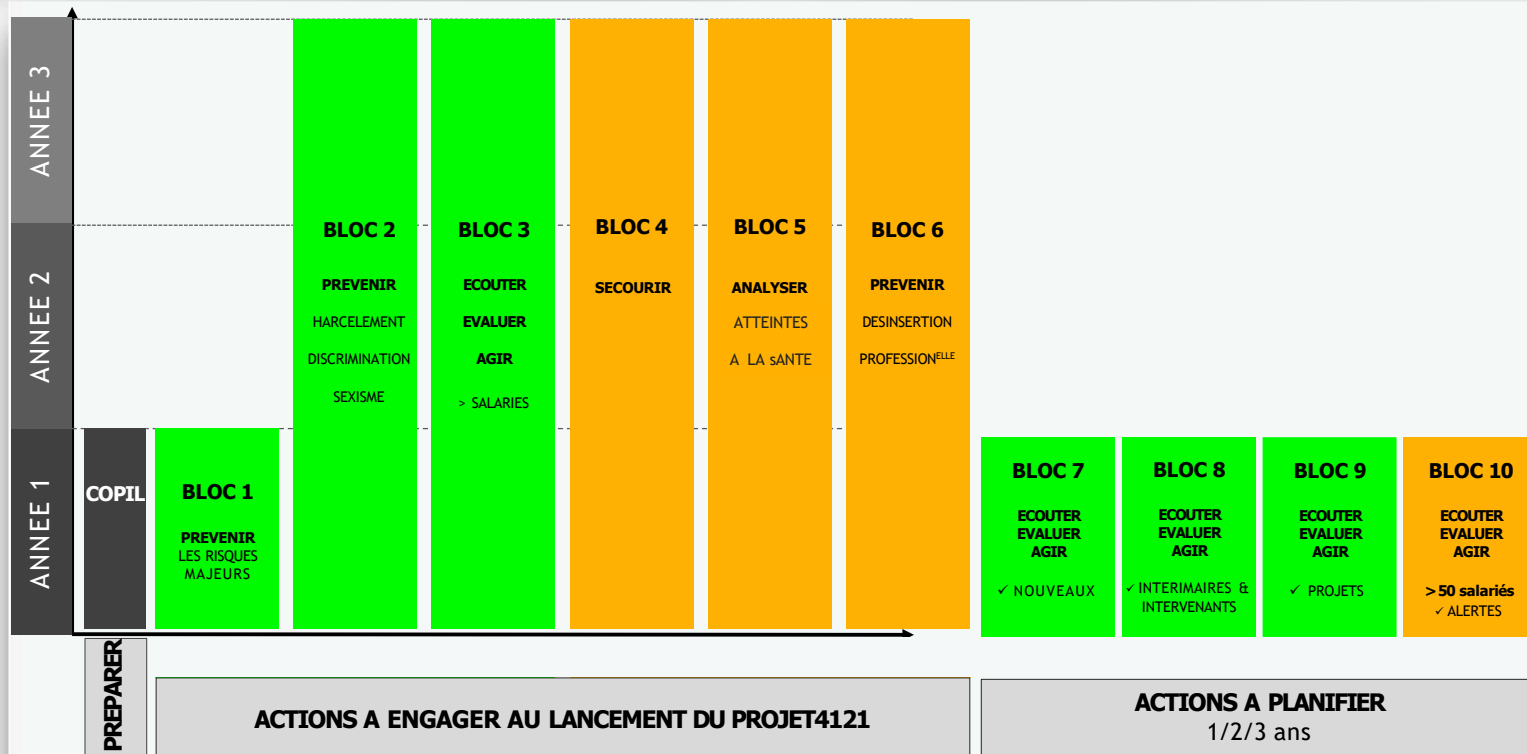 ANNEE 3
ANNEE 2
ANNEE 1
COPIL
BLOC 1
PREVENIR
LES RISQUES
MAJEURS
BLOC 2
PREVENIR
HARCELEMENT
DISCRIMINATION
SEXISME
BLOC 3
ECOUTER
EVALUER
AGIR
> SALARIES
BLOC 4
SECOURIR
BLOC 5
ANALYSER
ATTEINTES
A LA sANTE
BLOC 6
PREVENIR
DESINSERTION
PROFESSIONELLE
BLOC 7
ECOUTER
EVALUER
AGIR
✓ NOUVEAUX
BLOC 8
ECOUTER
EVALUER
AGIR
✓ INTERIMAIRES &
INTERVENANTS
BLOC 9
ECOUTER
EVALUER
AGIR
✓ PROJETS
BLOC 10
ECOUTER
EVALUER
AGIR
> 50 salariés
✓ ALERTES
PREPARER
ACTIONS A ENGAGER AU LANCEMENT DU PROJET4121
ACTIONS A PLANIFIER
1/2/3 ans